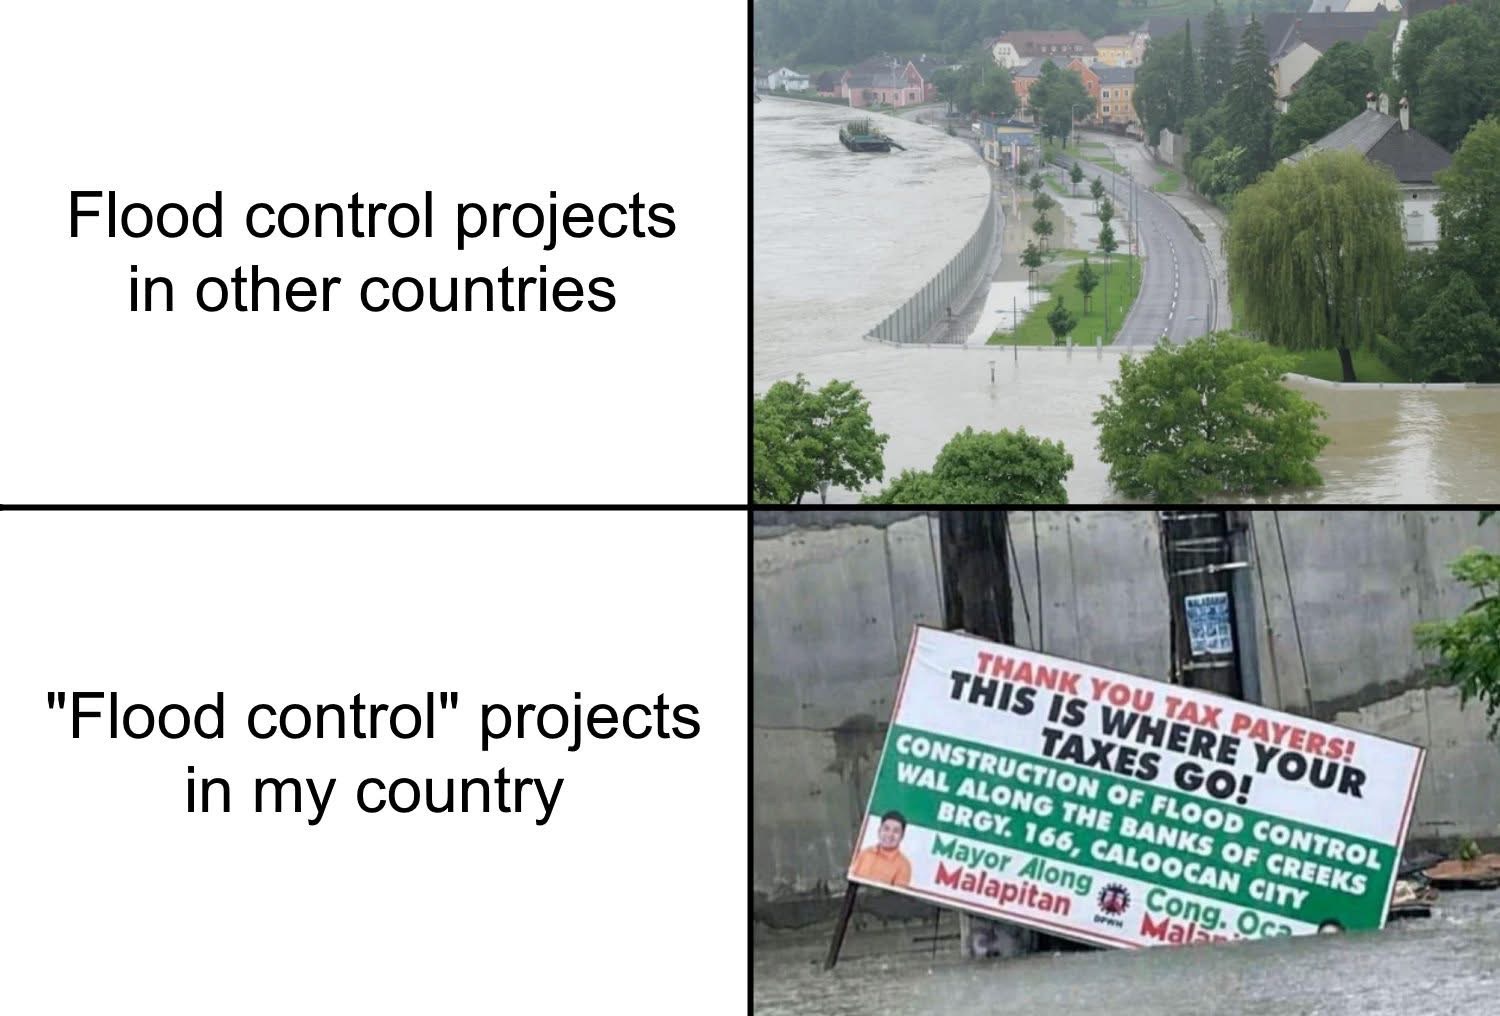 Flood control projects
in other countries
"Flood control" projects
in my country
THANK YOU TAX PAYERS!
THIS IS WHERE YOUR
TAXES GO!
CONSTRUCTION OF FLOOD CONTROL
WAL ALONG THE BANKS OF CREEKS
BRGY. 166, CALOOCAN CITY
Mayor Along
Malapitan
DPWH
Cong. Oca